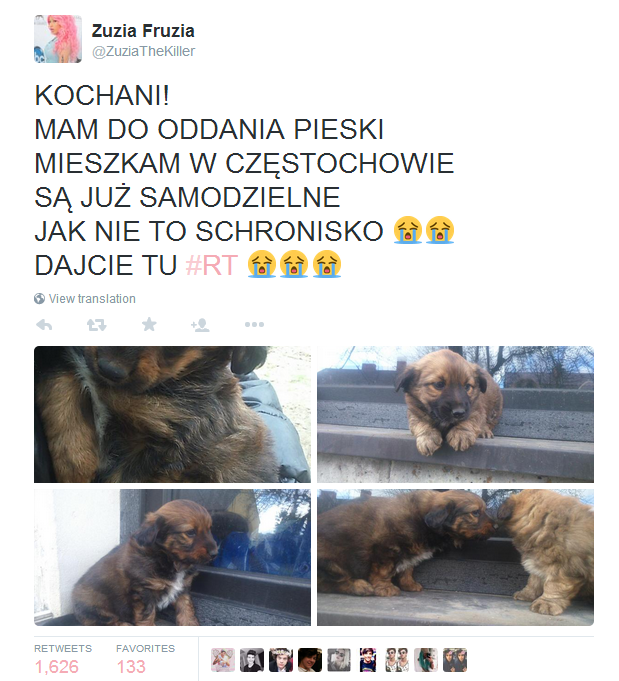 Zuzia Fruzia
@ZuziaTheKiller
KOCHANI!
MAM DO ODDANIA PIESKI
MIESZKAM W CZĘSTOCHOWIE
SĄ JUŻ SAMODZIELNE
JAK NIE TO SCHRONISKO 😭😭
DAJCIE TU #RT 😭😭😭
View translation
RETWEETS FAVORITES
1,626 133